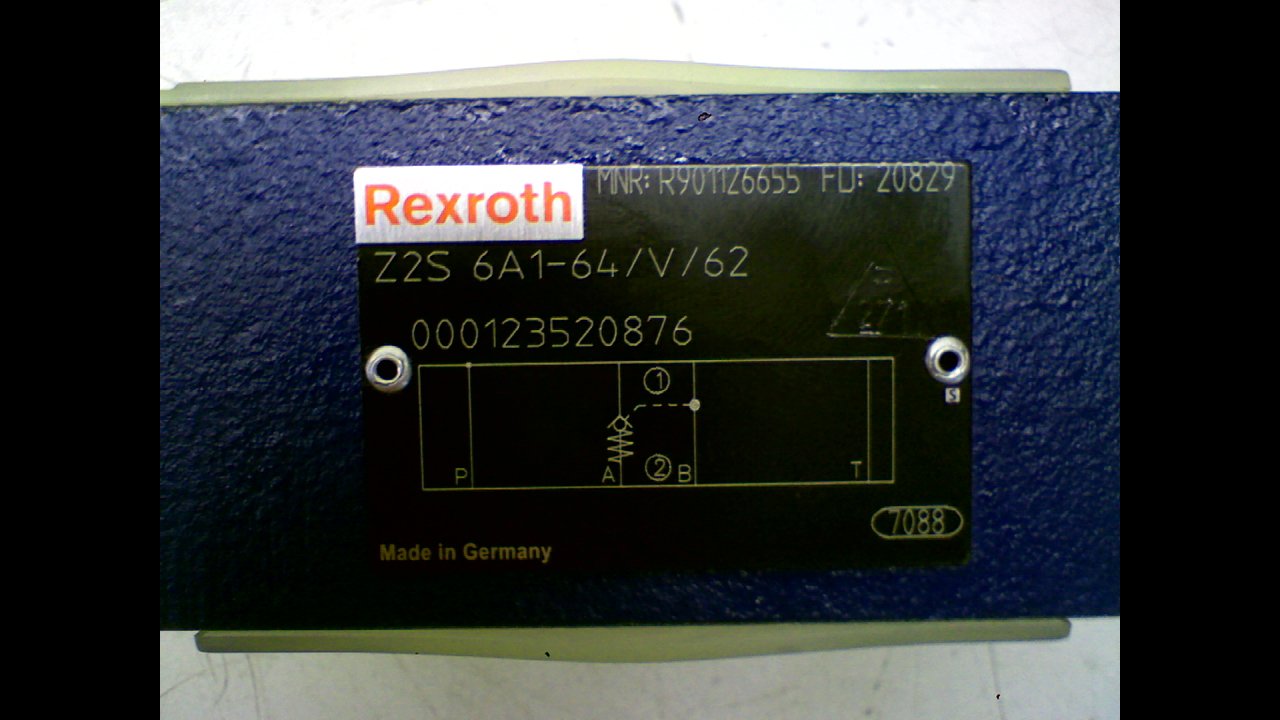 Rexroth
MNR: R901126655 FD: 20829
Z2S 6A1-64/V/62
000123520876
1
P A 2 B T
S
7088
Made in Germany